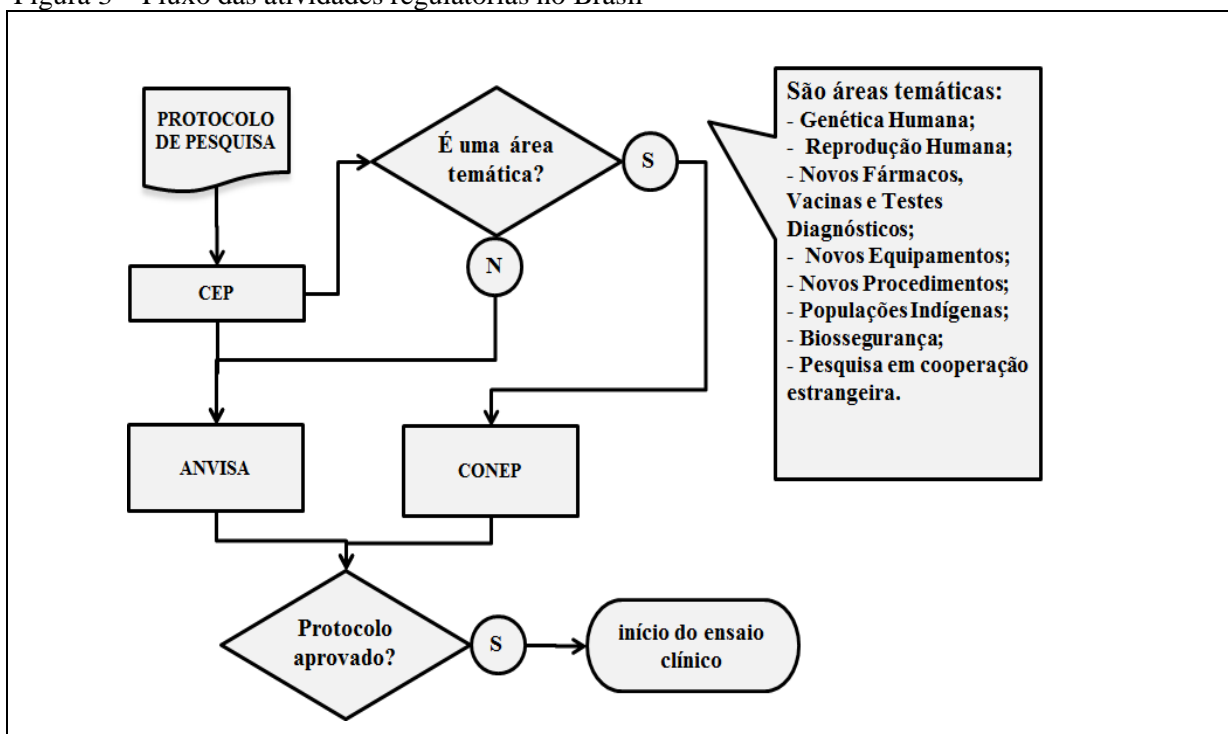 Figura 3 – Fluxo das atividades regulatórias no Brasil
PROTOCOLO
DE PESQUISA
É uma área
temática?
S
São áreas temáticas:
- Genética Humana;
- Reprodução Humana;
- Novos Fármacos,
Vacinas e Testes
Diagnósticos;
- Novos Equipamentos;
- Novos Procedimentos;
- Populações Indígenas;
- Biossegurança;
- Pesquisa em cooperação
estrangeira.
N
CEP
ANVISA
CONEP
Protocolo
aprovado?
S
início do ensaio
clínico